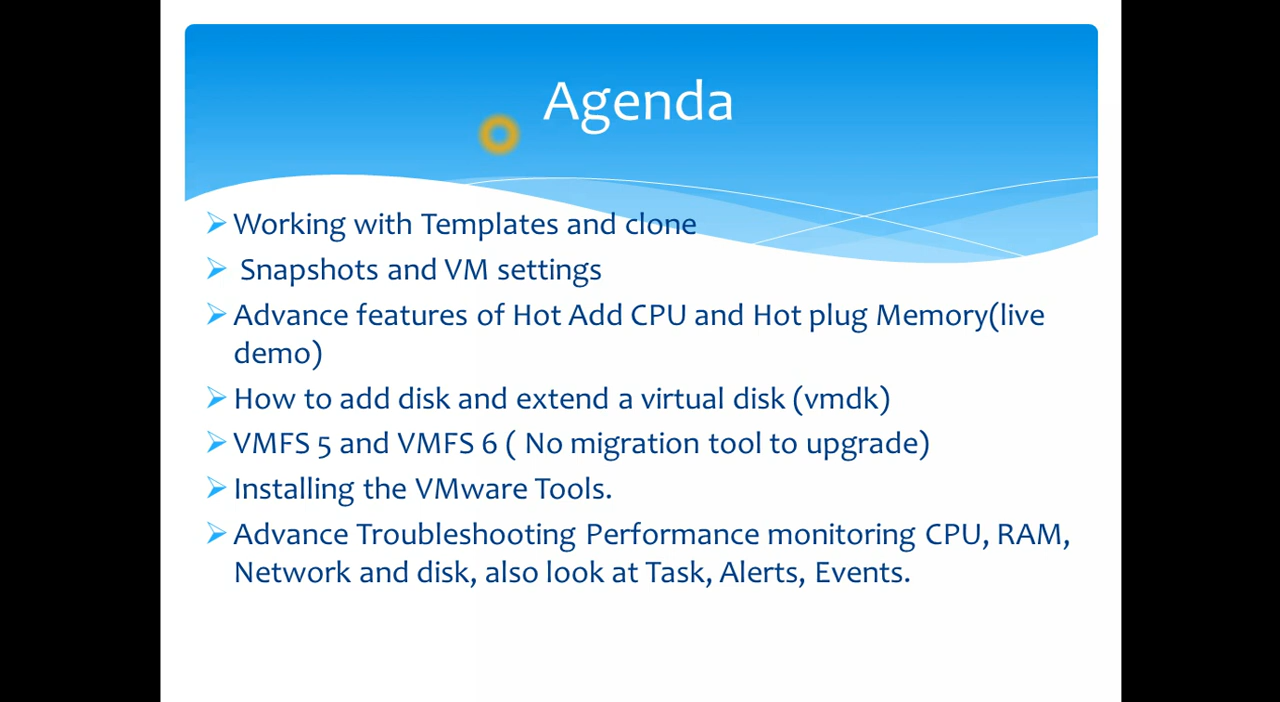 Agenda
Working with Templates and clone
Snapshots and VM settings
Advance features of Hot Add CPU and Hot plug Memory(live
demo)
How to add disk and extend a virtual disk (vmdk)
VMFS 5 and VMFS 6 ( No migration tool to upgrade)
Installing the VMware Tools.
Advance Troubleshooting Performance monitoring CPU, RAM,
Network and disk, also look at Task, Alerts, Events.